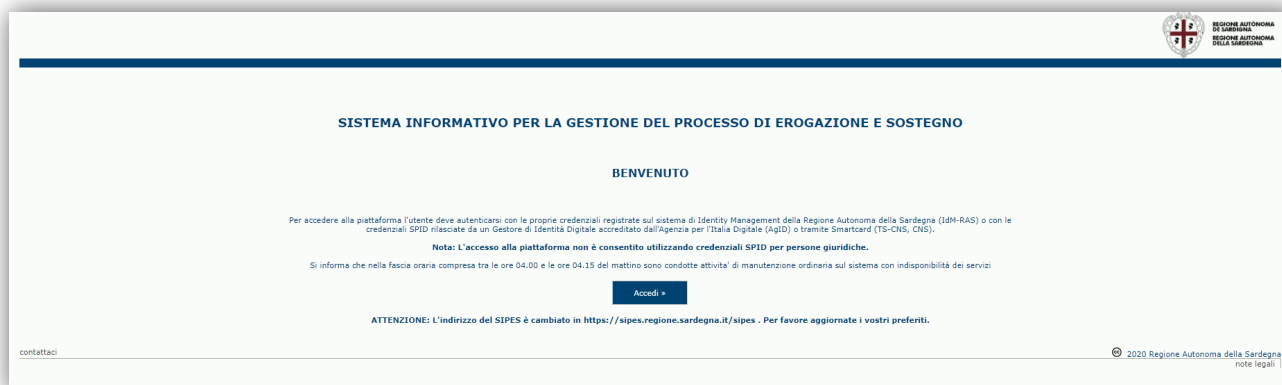 REGIONE AUTÒNOMA
DE SARDIGNA
REGIONE AUTONOMA
DELLA SARDEGNA
SISTEMA INFORMATIVO PER LA GESTIONE DEL PROCESSO DI EROGAZIONE E SOSTEGNO
BENVENUTO
Per accedere alla piattaforma l'utente deve autenticarsi con le proprie credenziali registrate sul sistema di Identity Management della Regione Autonoma della Sardegna (IdM-RAS) o con le
credenziali SPID rilasciate da un Gestore di Identità Digitale accreditato dall'Agenzia per l'Italia Digitale (AgID) o tramite Smartcard (TS-CNS, CNS).
Nota: L'accesso alla piattaforma non è consentito utilizzando credenziali SPID per persone giuridiche.
Si informa che nella fascia oraria compresa tra le ore 04.00 e le ore 04.15 del mattino sono condotte attivita' di manutenzione ordinaria sul sistema con indisponibilità dei servizi
Accedi »
ATTENZIONE: L'indirizzo del SIPES è cambiato in https://sipes.regione.sardegna.it/sipes . Per favore aggiornate i vostri preferiti.
contattaci
2020 Regione Autonoma della Sardegna
note legali |